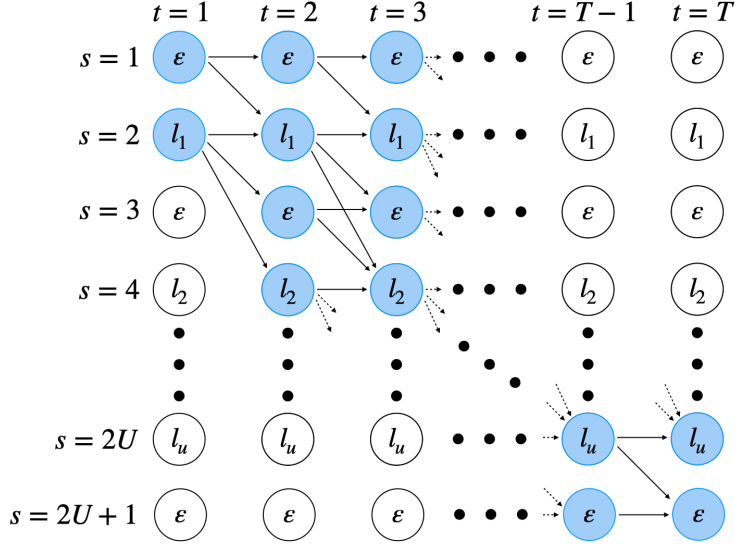 t = 1 t = 2 t = 3 t = T − 1 t = T
s = 1 ε ε ε ε ε
s = 2 l₁ l₁ l₁ l₁ l₁
s = 3 ε ε ε ε ε
s = 4 l₂ l₂ l₂ l₂ l₂
s = 2U lᵤ lᵤ lᵤ lᵤ lᵤ
s = 2U + 1 ε ε ε ε ε